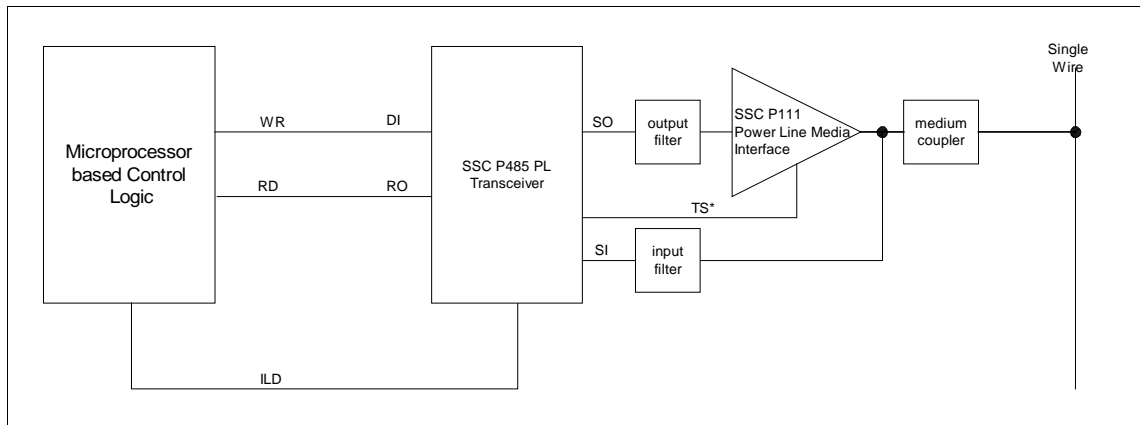 Single
Wire
Microprocessor
based Control
Logic
WR
DI
RD
RO
SSC P485 PL
Transceiver
SO
output
filter
SSC P111
Power Line Media
Interface
medium
coupler
TS*
SI
input
filter
ILD